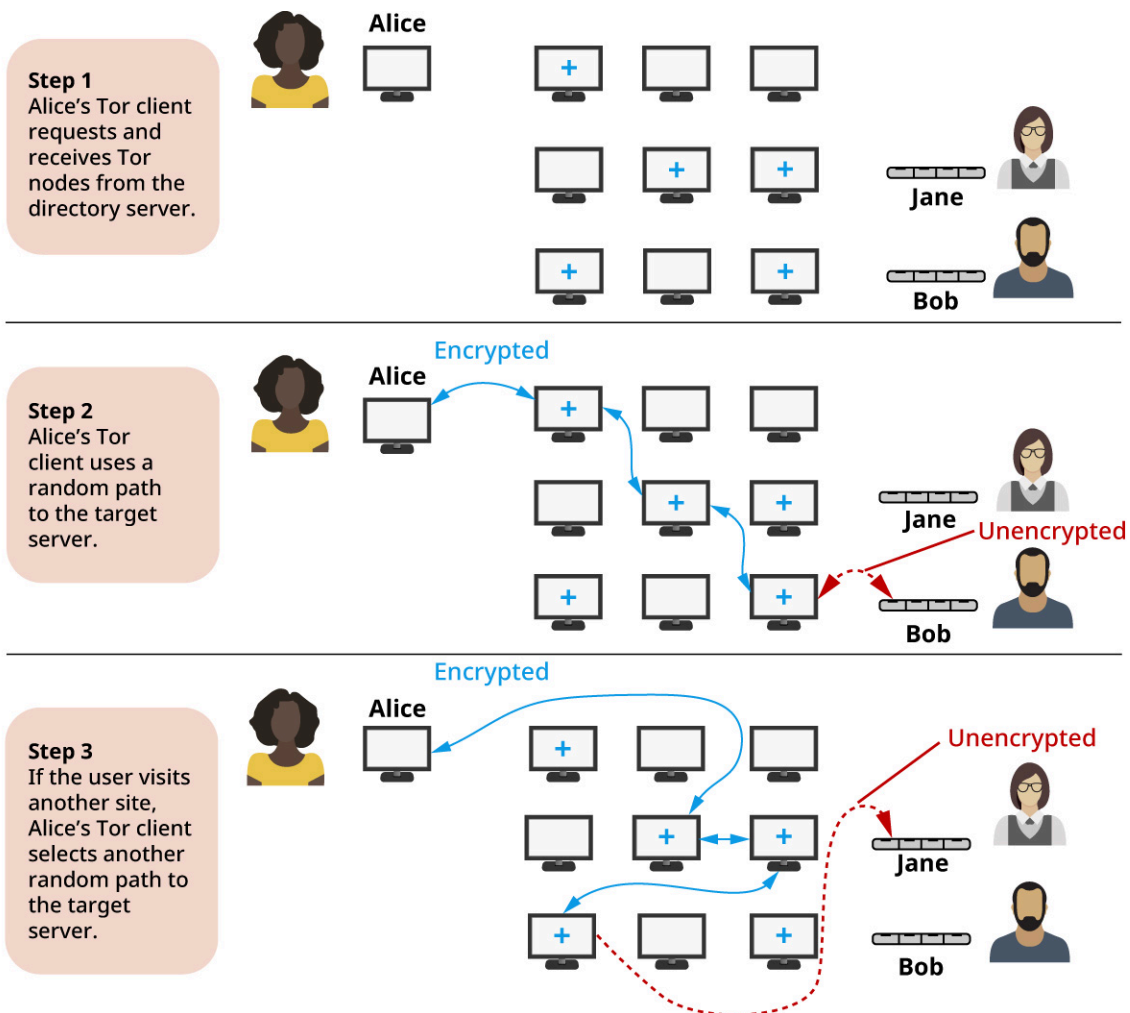 Alice
Step 1
Alice's Tor client
requests and
receives Tor
nodes from the
directory server.
+
+
+
+
+
Jane
Bob
Encrypted
Alice
Step 2
Alice's Tor
client uses a
random path
to the target
server.
+
+
+
+
+
Jane
Unencrypted
Bob
Encrypted
Alice
Step 3
If the user visits
another site,
Alice's Tor client
selects another
random path to
the target
server.
+
+
+
+
+
Unencrypted
Jane
Bob